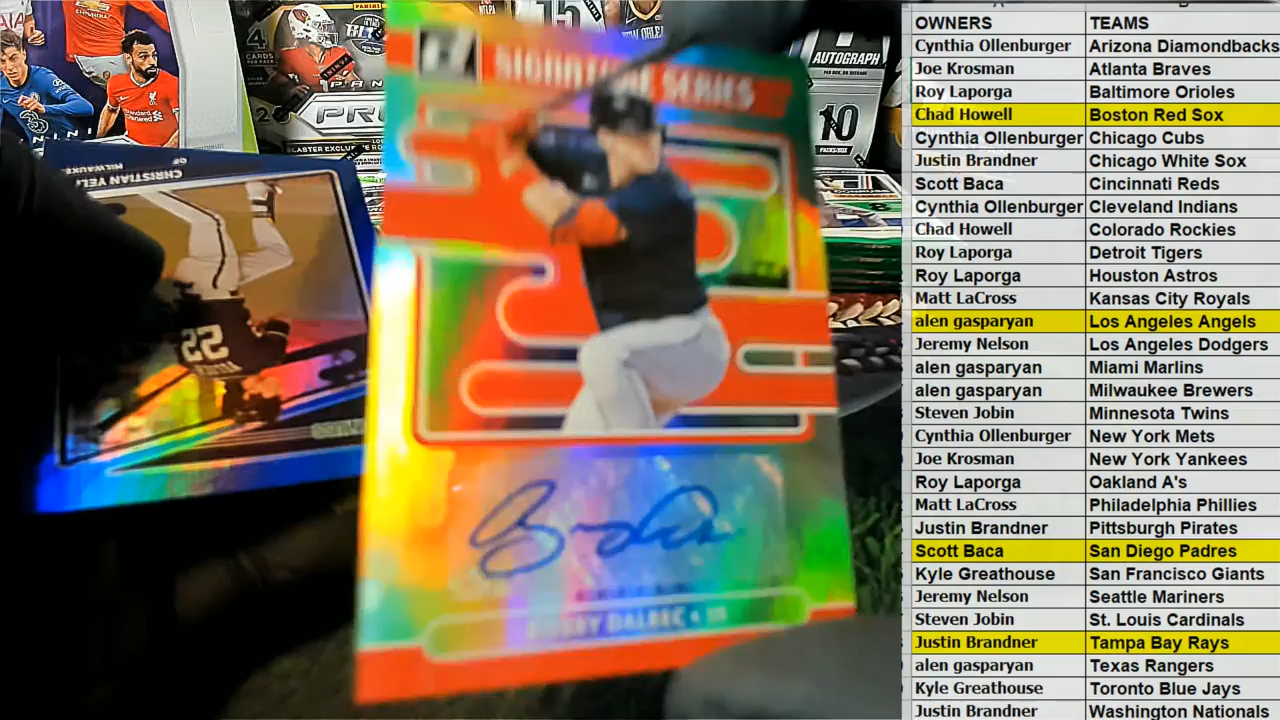 OWNERS TEAMS
Cynthia Ollenburger Arizona Diamondbacks
Joe Krosman Atlanta Braves
Roy Laporga Baltimore Orioles
Chad Howell Boston Red Sox
Cynthia Ollenburger Chicago Cubs
Justin Brandner Chicago White Sox
Scott Baca Cincinnati Reds
Cynthia Ollenburger Cleveland Indians
Chad Howell Colorado Rockies
Roy Laporga Detroit Tigers
Roy Laporga Houston Astros
Matt LaCross Kansas City Royals
alen gasparyan Los Angeles Angels
Jeremy Nelson Los Angeles Dodgers
alen gasparyan Miami Marlins
alen gasparyan Milwaukee Brewers
Steven Jobin Minnesota Twins
Cynthia Ollenburger New York Mets
Joe Krosman New York Yankees
Roy Laporga Oakland A's
Matt LaCross Philadelphia Phillies
Justin Brandner Pittsburgh Pirates
Scott Baca San Diego Padres
Kyle Greathouse San Francisco Giants
Jeremy Nelson Seattle Mariners
Steven Jobin St. Louis Cardinals
Justin Brandner Tampa Bay Rays
alen gasparyan Texas Rangers
Kyle Greathouse Toronto Blue Jays
Justin Brandner Washington Nationals
SERIES
DALBEC
CHRISTIAN
22
AUTOGRAPH
10
15
4
CARDS